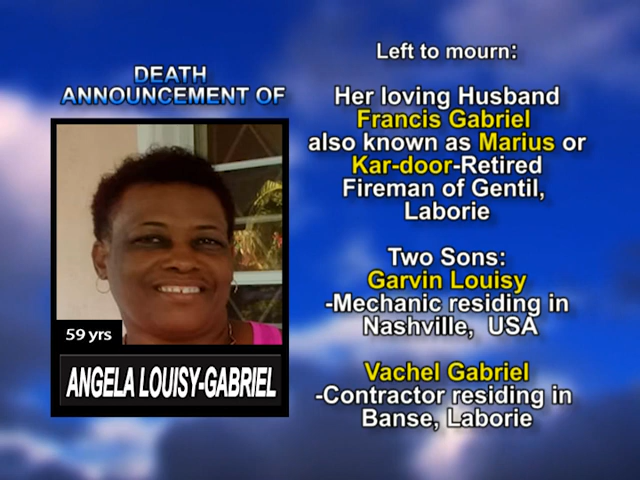 DEATH
ANNOUNCEMENT OF
59 yrs
ANGELA LOUISY-GABRIEL
Left to mourn:
Her loving Husband
Francis Gabriel
also known as Marius or
Kar-door-Retired
Fireman of Gentil,
Laborie
Two Sons:
Garvin Louisy
-Mechanic residing in
Nashville, USA
Vachel Gabriel
-Contractor residing in
Banse, Laborie